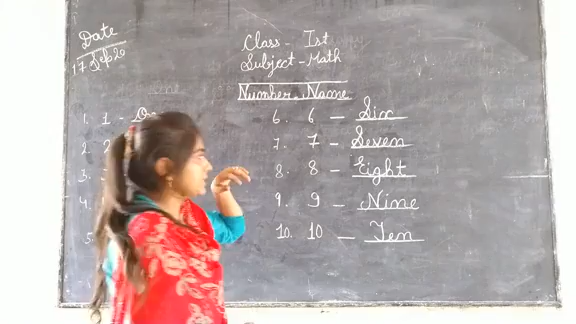 Date
17 Sep 20
Class - Ist
Subject - Math
Number Name
1. 1 -
2. 2
3.
4.
5.
6. 6 - Six
7. 7 - Seven
8. 8 - Eight
9. 9 - Nine
10. 10 - Ten